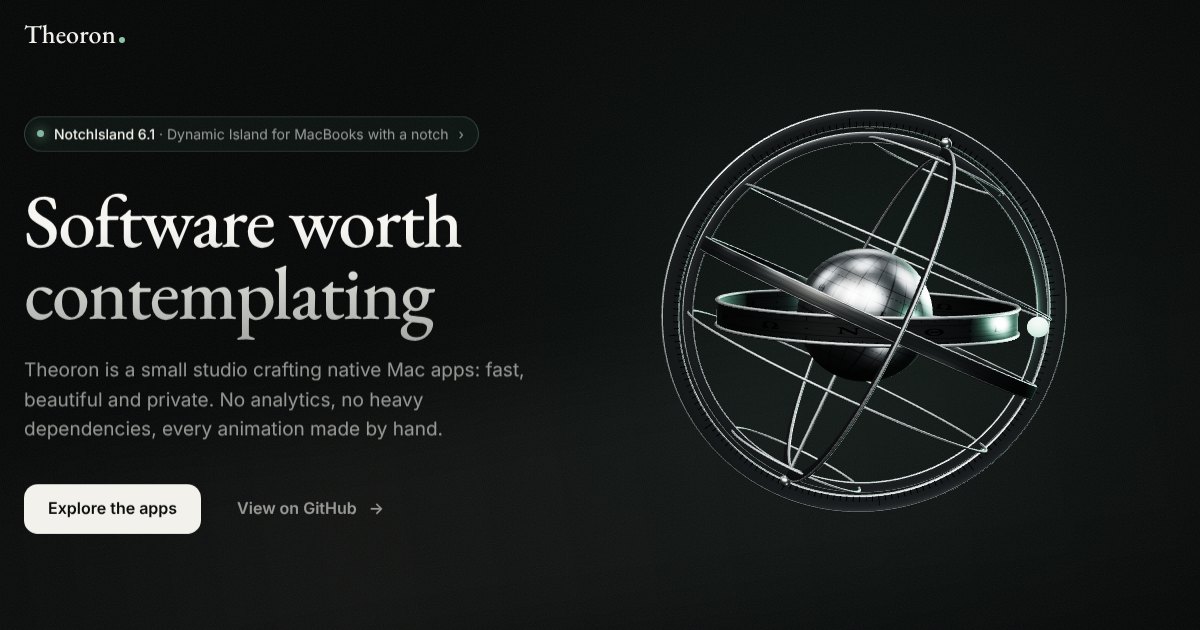 Theoron.
NotchIsland 6.1 · Dynamic Island for MacBooks with a notch ›
Software worth
contemplating
Theoron is a small studio crafting native Mac apps: fast,
beautiful and private. No analytics, no heavy
dependencies, every animation made by hand.
Explore the apps
View on GitHub →